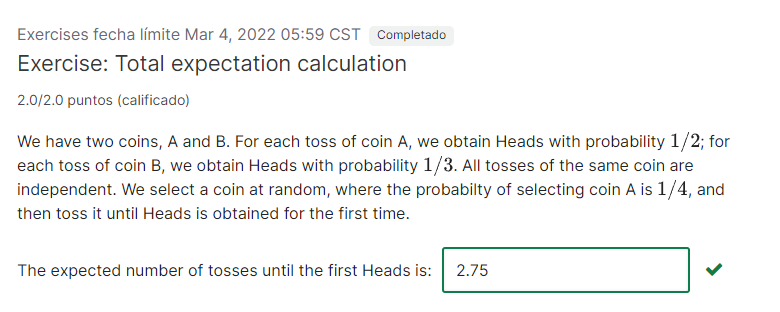 Exercises fecha límite Mar 4, 2022 05:59 CST Completado
Exercise: Total expectation calculation
2.0/2.0 puntos (calificado)
We have two coins, A and B. For each toss of coin A, we obtain Heads with probability 1/2; for
each toss of coin B, we obtain Heads with probability 1/3. All tosses of the same coin are
independent. We select a coin at random, where the probabilty of selecting coin A is 1/4, and
then toss it until Heads is obtained for the first time.
The expected number of tosses until the first Heads is: 2.75